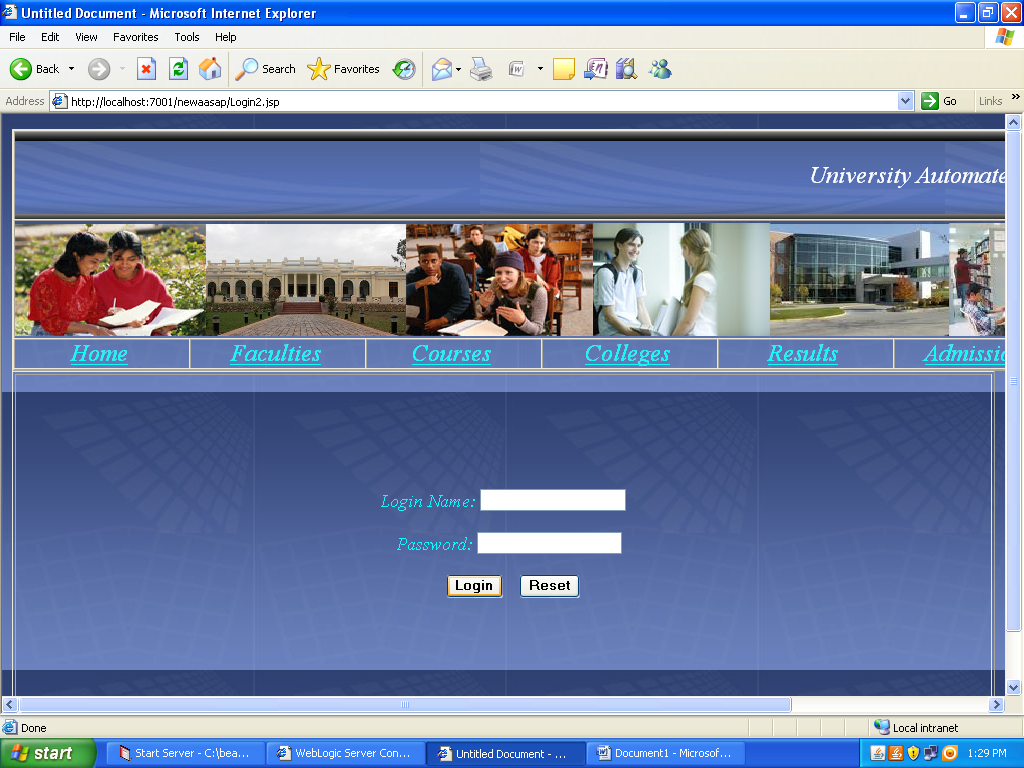 Untitled Document - Microsoft Internet Explorer
File Edit View Favorites Tools Help
Back Search Favorites
Address http://localhost:7001/newaasap/Login2.jsp Go Links »
University Automate
Home Faculties Courses Colleges Results Admissio
Login Name:
Password:
Login Reset
Done Local intranet
start Start Server - C:\bea... WebLogic Server Con... Untitled Document - ... Document1 - Microsof... 1:29 PM